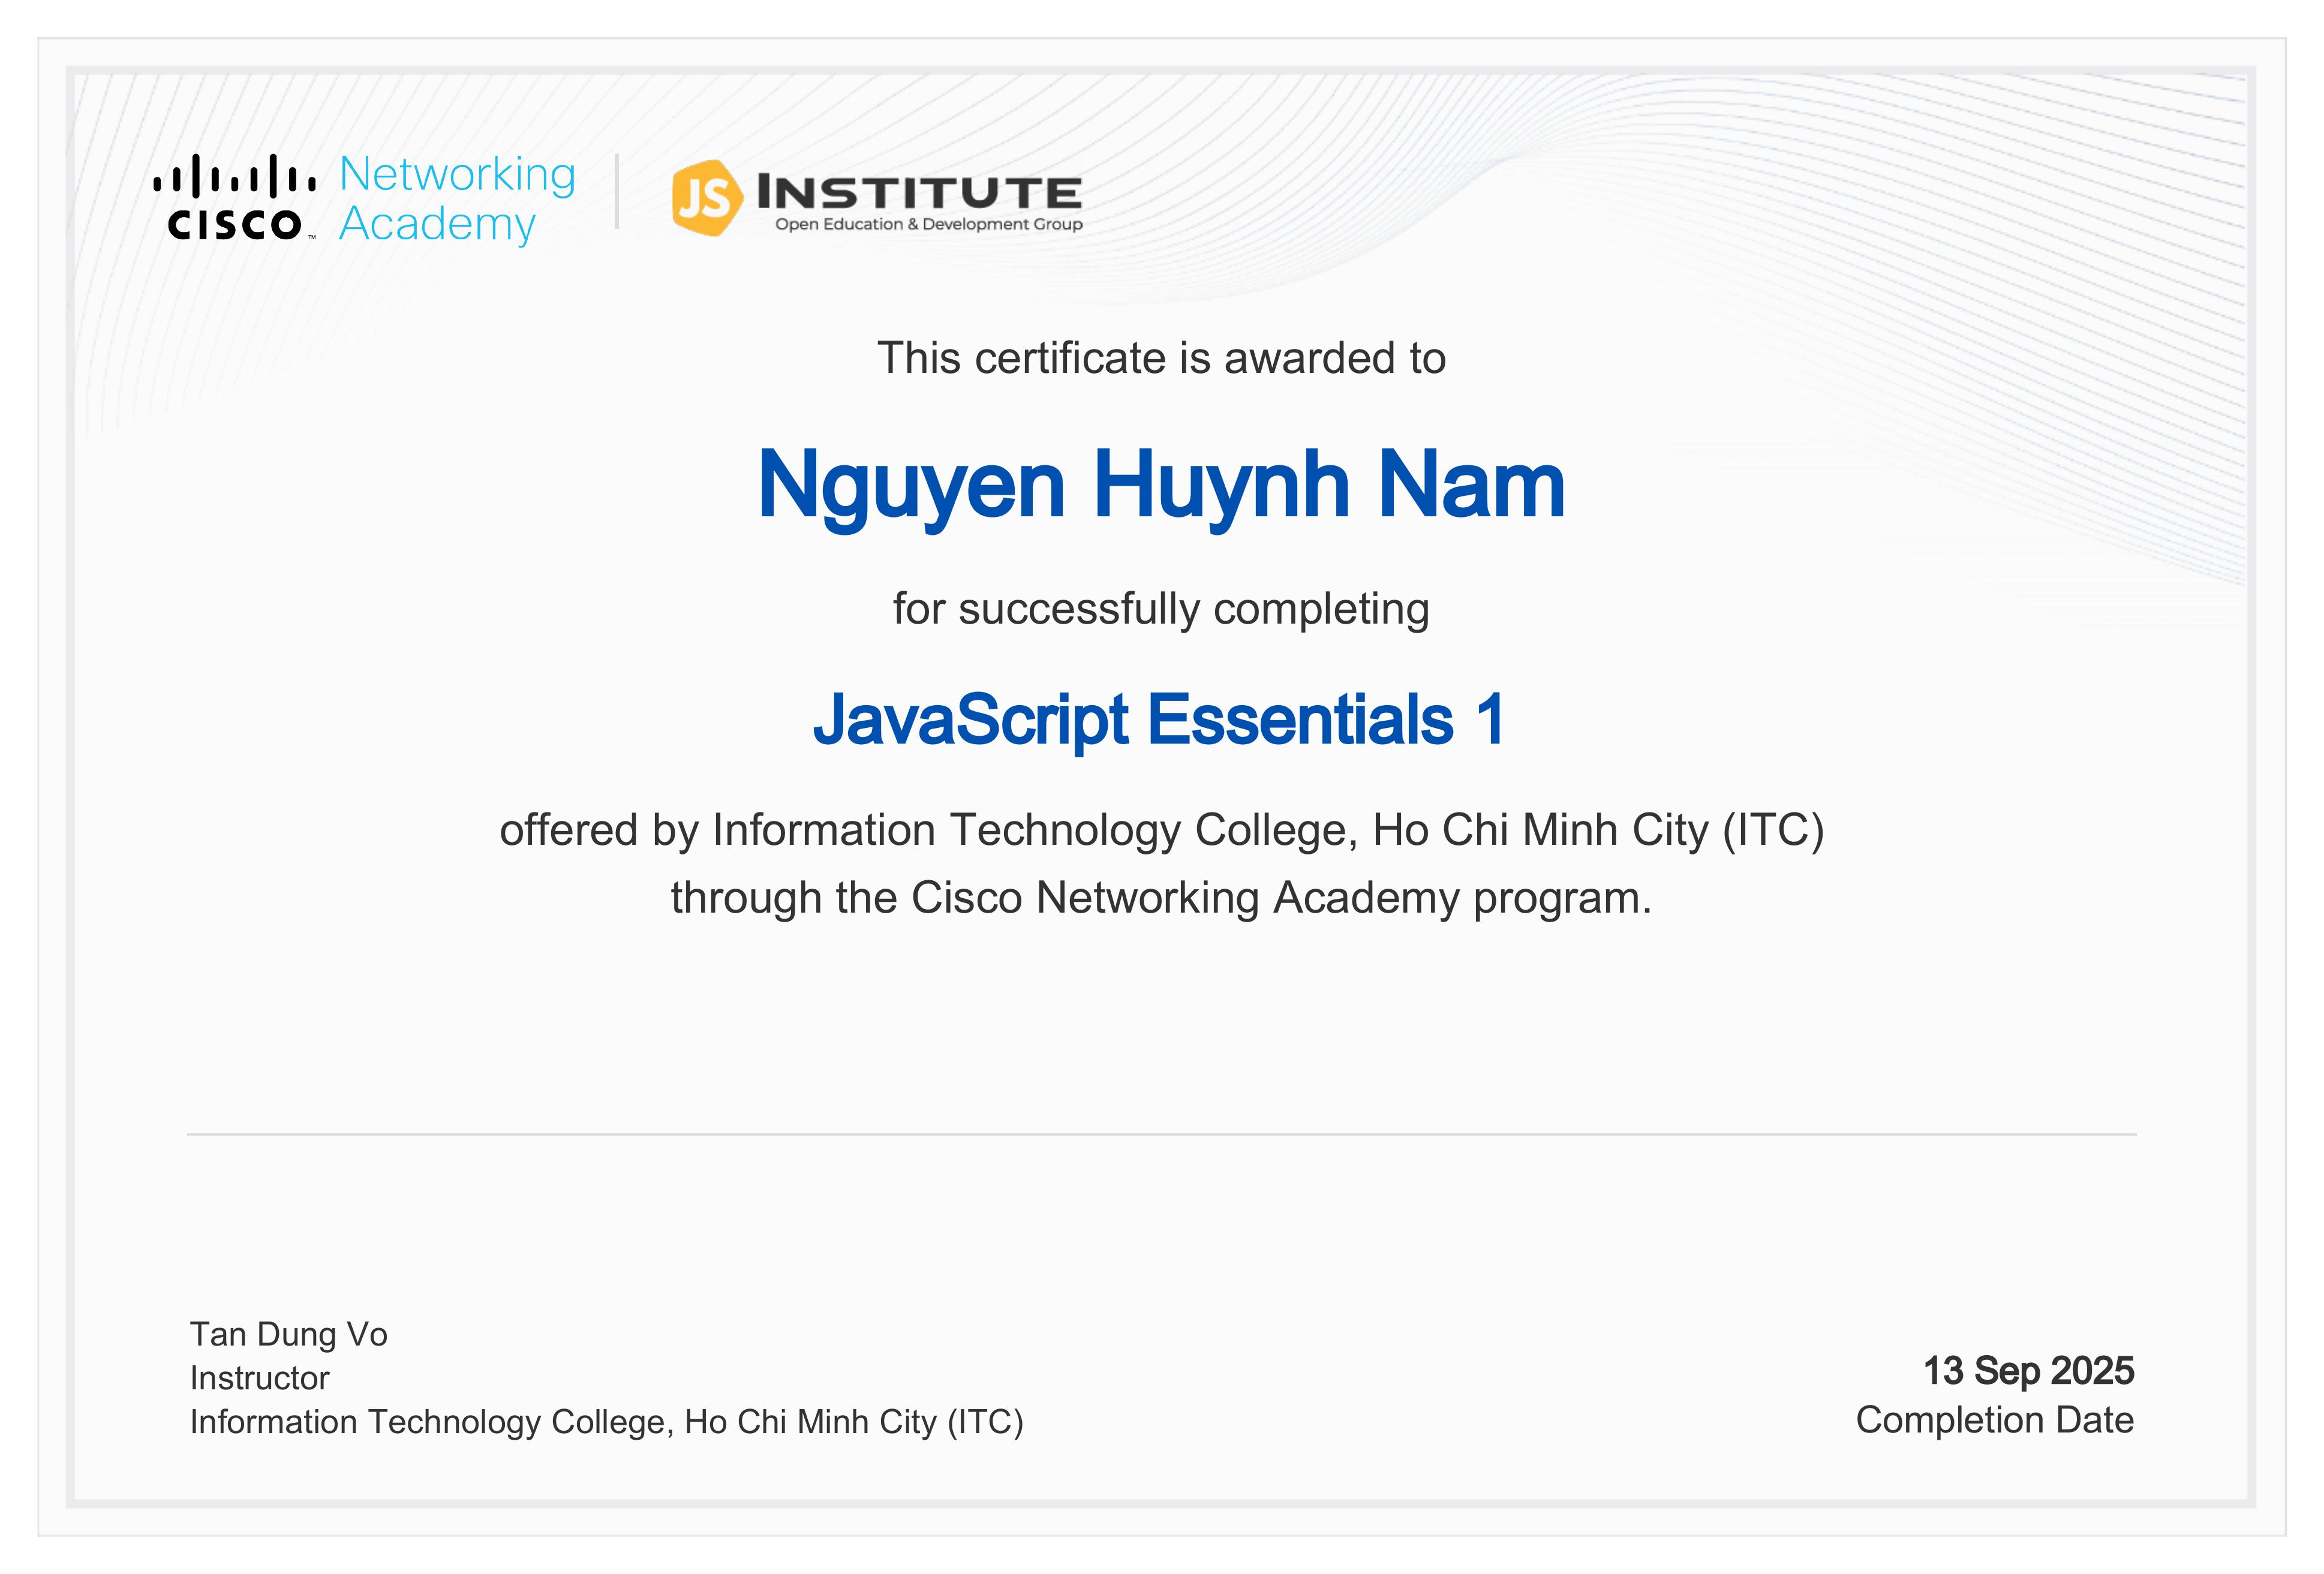 CISCO™
Networking
Academy
JS INSTITUTE
Open Education & Development Group
This certificate is awarded to
Nguyen Huynh Nam
for successfully completing
JavaScript Essentials 1
offered by Information Technology College, Ho Chi Minh City (ITC)
through the Cisco Networking Academy program.
Tan Dung Vo
Instructor
Information Technology College, Ho Chi Minh City (ITC)
13 Sep 2025
Completion Date